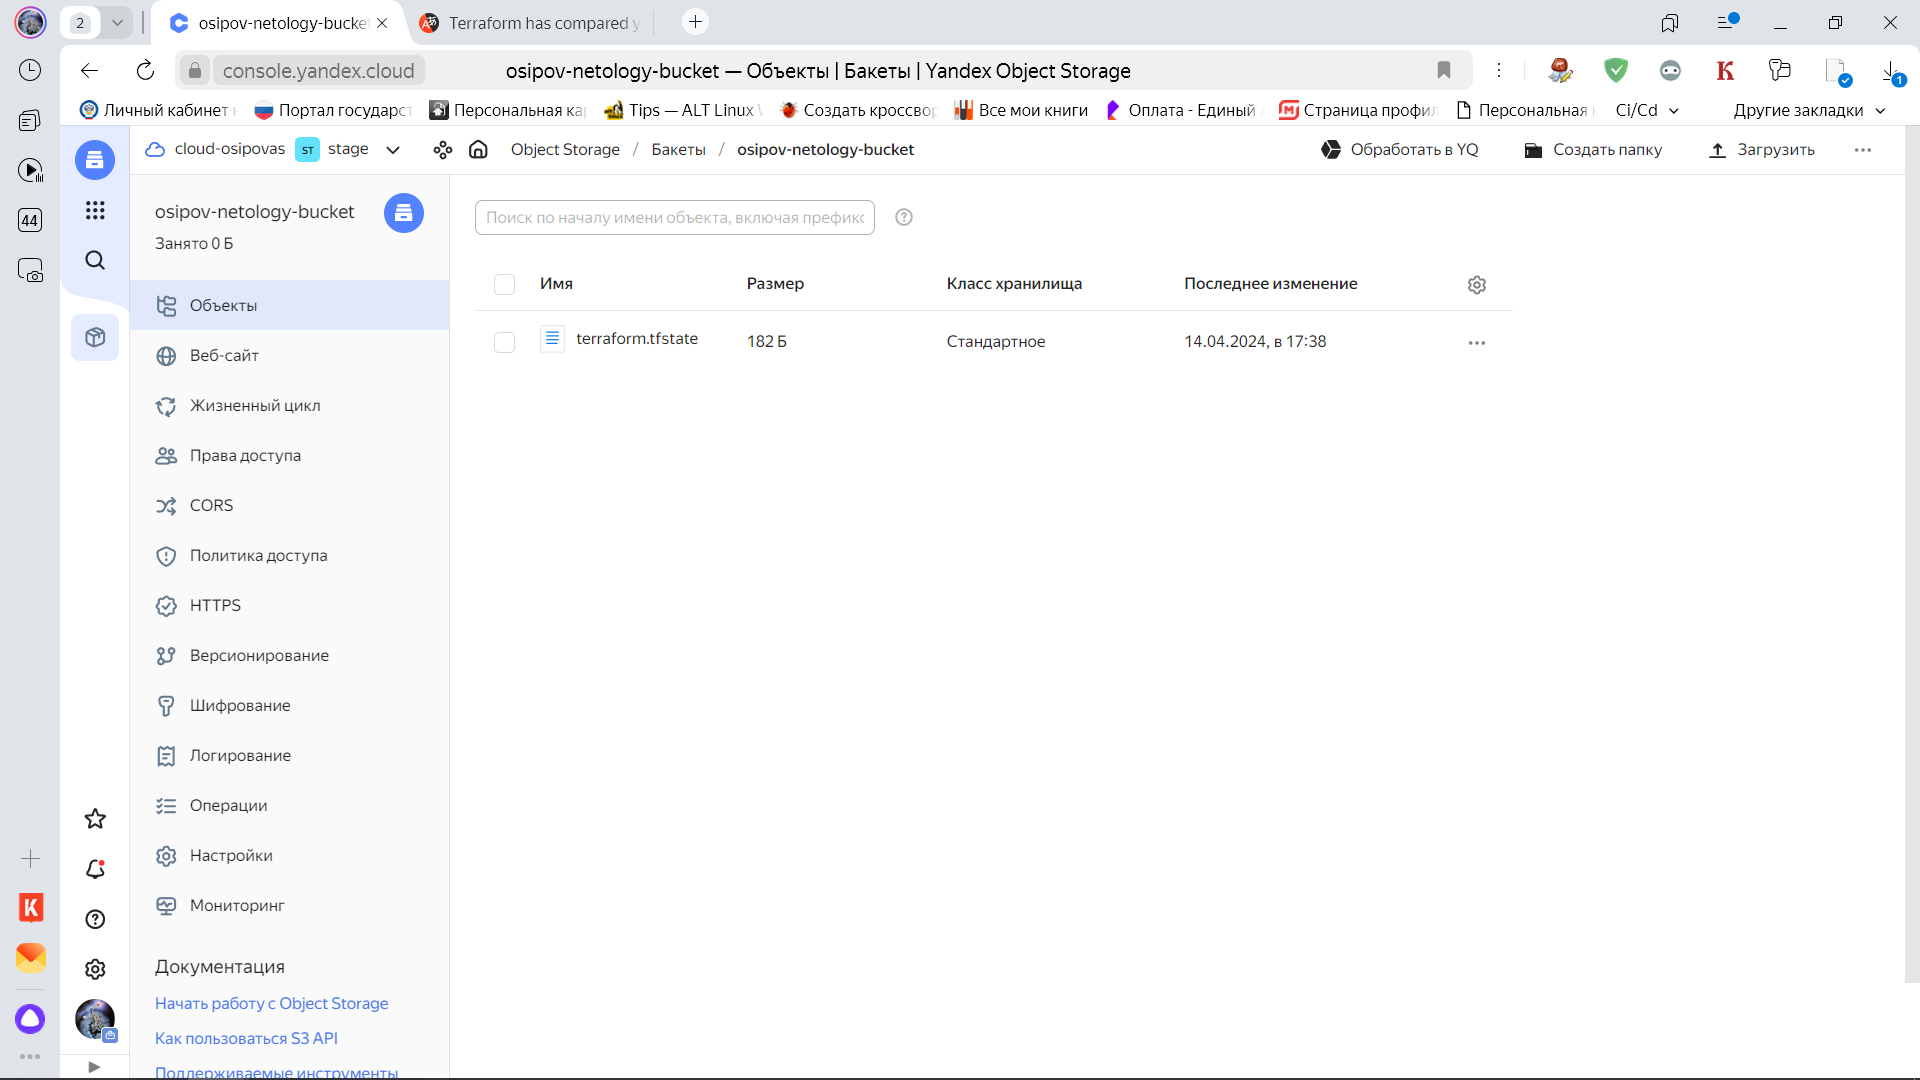 2
osipov-netology-bucket
Terraform has compared y
console.yandex.cloud
osipov-netology-bucket — Объекты | Бакеты | Yandex Object Storage
1
Личный кабинет
Портал государст
Персональная кар
Tips — ALT Linux
Создать кроссвор
Все мои книги
Оплата - Единый
Страница профил
Персональная
Ci/Cd
Другие закладки
44
cloud-osipovas
ST
stage
Object Storage / Бакеты / osipov-netology-bucket
Обработать в YQ
Создать папку
Загрузить
osipov-netology-bucket
Занято 0 Б
Поиск по началу имени объекта, включая префикс
Имя
Размер
Класс хранилища
Последнее изменение
terraform.tfstate
182 Б
Стандартное
14.04.2024, в 17:38
Объекты
Веб-сайт
Жизненный цикл
Права доступа
CORS
Политика доступа
HTTPS
Версионирование
Шифрование
Логирование
Операции
Настройки
Мониторинг
Документация
Начать работу с Object Storage
Как пользоваться S3 API
Поддерживаемые инструменты